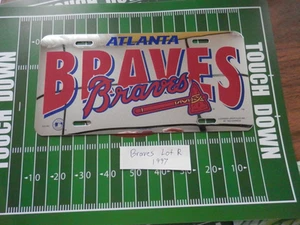 ATLANTA
BRAVES
Braves
Braves Lot R
1997
TOUCH DOWN
TOUCH DOWN
-10 -20 -30 -40 -50 -40 -30 -20 -10